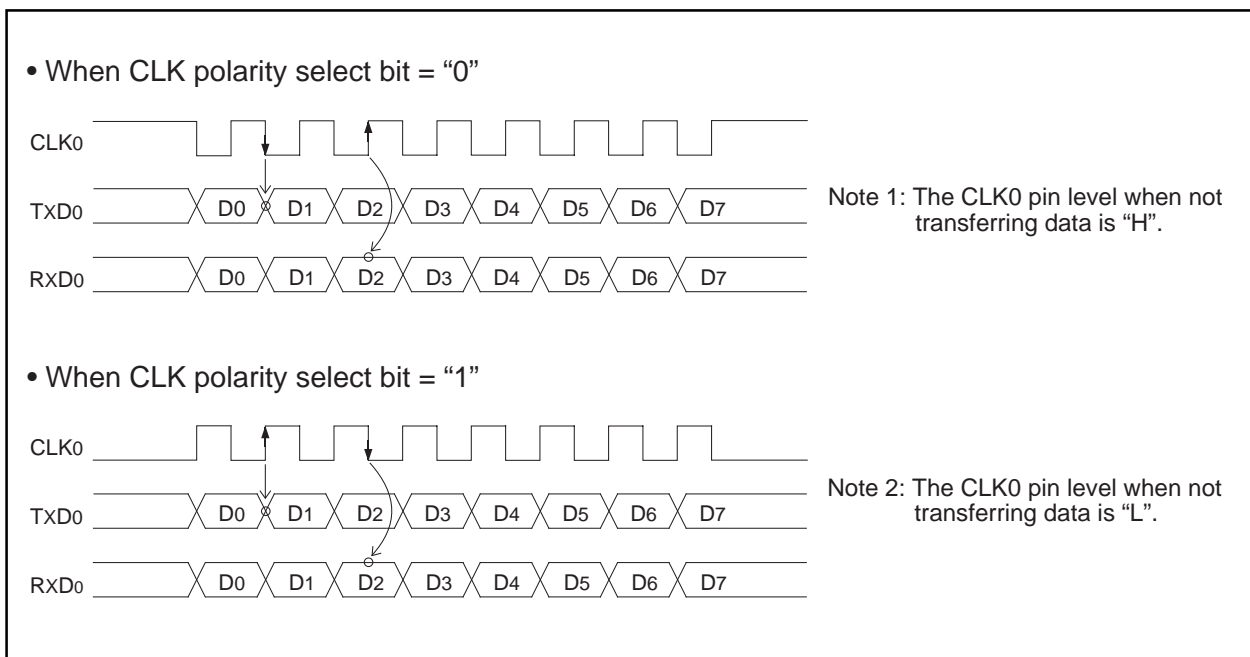 • When CLK polarity select bit = “0”
CLK0
TXD0 D0 D1 D2 D3 D4 D5 D6 D7
RXD0 D0 D1 D2 D3 D4 D5 D6 D7
Note 1: The CLK0 pin level when not
transferring data is “H”.
• When CLK polarity select bit = “1”
CLK0
TXD0 D0 D1 D2 D3 D4 D5 D6 D7
RXD0 D0 D1 D2 D3 D4 D5 D6 D7
Note 2: The CLK0 pin level when not
transferring data is “L”.